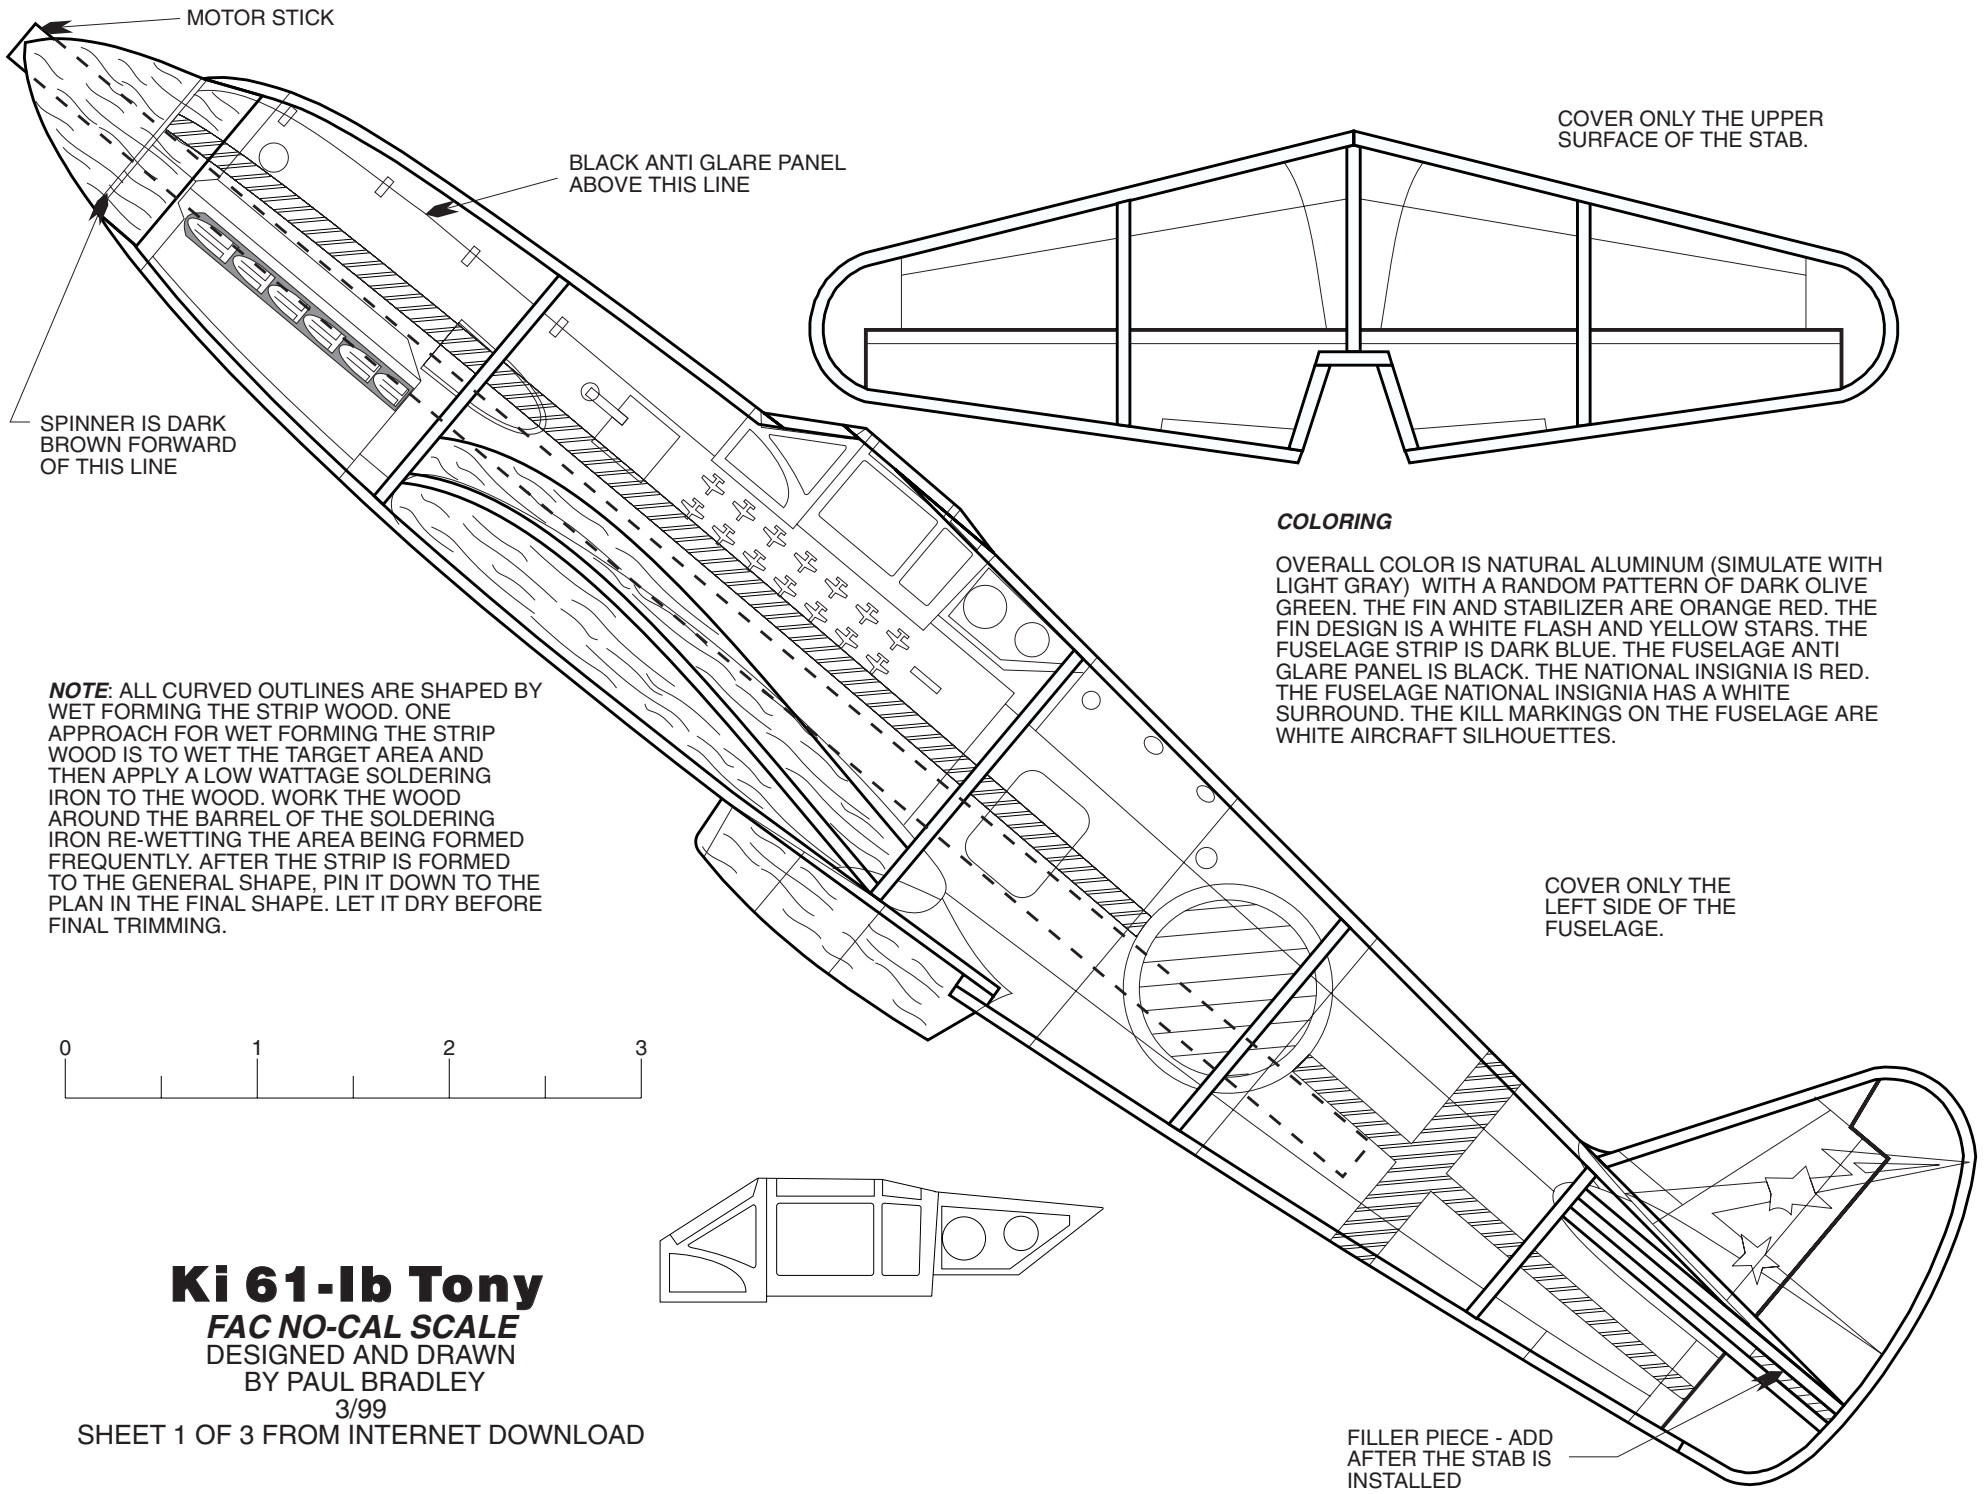 MOTOR STICK
BLACK ANTI GLARE PANEL
ABOVE THIS LINE
COVER ONLY THE UPPER
SURFACE OF THE STAB.
SPINNER IS DARK
BROWN FORWARD
OF THIS LINE
COLORING
OVERALL COLOR IS NATURAL ALUMINUM (SIMULATE WITH
LIGHT GRAY)  WITH A RANDOM PATTERN OF DARK OLIVE
GREEN. THE FIN AND STABILIZER ARE ORANGE RED. THE
FIN DESIGN IS A WHITE FLASH AND YELLOW STARS. THE
FUSELAGE STRIP IS DARK BLUE. THE FUSELAGE ANTI
GLARE PANEL IS BLACK. THE NATIONAL INSIGNIA IS RED.
THE FUSELAGE NATIONAL INSIGNIA HAS A WHITE
SURROUND. THE KILL MARKINGS ON THE FUSELAGE ARE
WHITE AIRCRAFT SILHOUETTES.
NOTE: ALL CURVED OUTLINES ARE SHAPED BY
WET FORMING THE STRIP WOOD. ONE
APPROACH FOR WET FORMING THE STRIP
WOOD IS TO WET THE TARGET AREA AND
THEN APPLY A LOW WATTAGE SOLDERING
IRON TO THE WOOD. WORK THE WOOD
AROUND THE BARREL OF THE SOLDERING
IRON RE-WETTING THE AREA BEING FORMED
FREQUENTLY. AFTER THE STRIP IS FORMED
TO THE GENERAL SHAPE, PIN IT DOWN TO THE
PLAN IN THE FINAL SHAPE. LET IT DRY BEFORE
FINAL TRIMMING.
COVER ONLY THE
LEFT SIDE OF THE
FUSELAGE.
0 1 2 3
Ki 61-Ib Tony
FAC NO-CAL SCALE
DESIGNED AND DRAWN
BY PAUL BRADLEY
3/99
SHEET 1 OF 3 FROM INTERNET DOWNLOAD
FILLER PIECE - ADD
AFTER THE STAB IS
INSTALLED